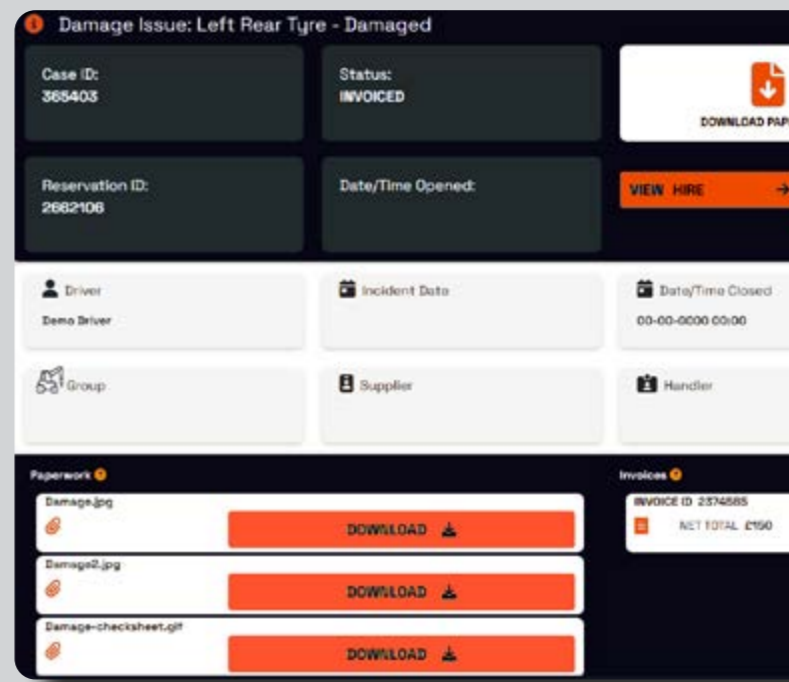 Damage Issue: Left Rear Tyre - Damaged
Case ID:
365403
Status:
INVOICED
DOWNLOAD PAP
Reservation ID:
2662106
Date/Time Opened:
VIEW HIRE
Driver
Demo Driver
Incident Date
Date/Time Closed
00-00-0000 00:00
Group
Supplier
Handler
Paperwork
Invoices
Damage.jpg
DOWNLOAD
INVOICE ID 2374585
NET TOTAL £150
Damage2.jpg
DOWNLOAD
Damage-checksheet.gif
DOWNLOAD